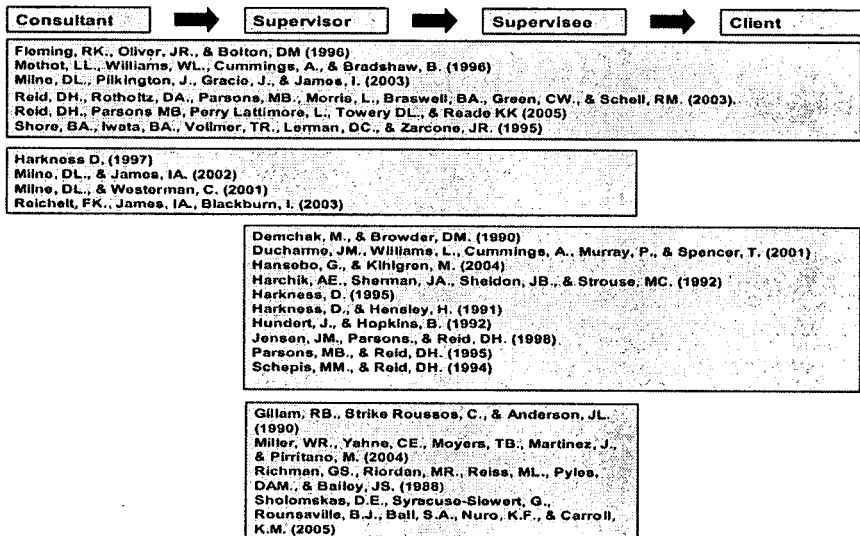 Consultant Supervisor Supervisee Client
Fleming, RK., Oliver, JR., & Bolton, DM (1996)
Methot, LL., Williams, WL., Cummings, A., & Bradshaw, B. (1996)
Milne, DL., Pilkington, J., Gracie, J., & James, I. (2003)
Reid, DH., Rotholtz, DA., Parsons, MB., Morris, L., Braswell, BA., Green, CW., & Schell, RM. (2003).
Reid, DH., Parsons MB, Perry Lattimore, L., Towery DL., & Reade KK (2005)
Shore, BA., Iwata, BA., Vollmer, TR., Lerman, DC., & Zarcone, JR. (1995)
Harkness D. (1997)
Milne, DL., & James, IA. (2002)
Milne, DL., & Westerman, C. (2001)
Reichelt, FK., James, IA., Blackburn, I. (2003)
Demchak, M., & Browder, DM. (1990)
Ducharme, JM., Williams, L., Cummings, A., Murray, P., & Spencer, T. (2001)
Hansebo, G., & Kihlgren, M. (2004)
Harchik, AE., Sherman, JA., Sheldon, JB., & Strouse, MC. (1992)
Harkness, D. (1995)
Harkness, D., & Hensley, H. (1991)
Hundert, J., & Hopkins, B. (1992)
Jensen, JM., Parsons., & Reid, DH. (1998)
Parsons, MB., & Reid, DH. (1995)
Schepis, MM., & Reid, DH. (1994)
Gillam, RB., Strike Roussos, C., & Anderson, JL.
(1990)
Miller, WR., Yahne, CE., Moyers, TB., Martinez, J.,
& Pirritano, M. (2004)
Richman, GS., Riordan, MR., Reiss, ML., Pyles,
DAM., & Bailey, JS. (1988)
Sholomskas, D.E., Syracuse-Siewert, G.,
Rounsaville, B.J., Ball, S.A., Nuro, K.F., & Carroll,
K.M. (2005)